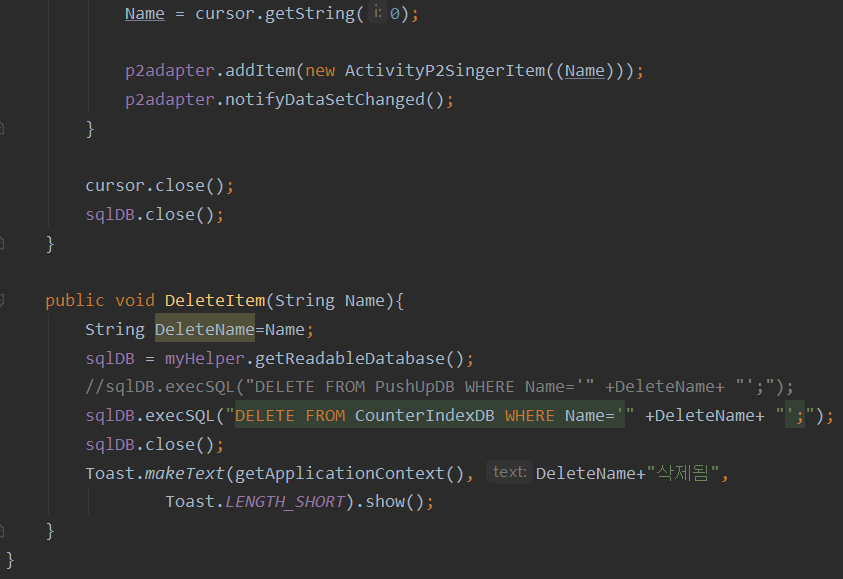 Name = cursor.getString( i: 0);
p2adapter.addItem(new ActivityP2SingerItem((Name)));
p2adapter.notifyDataSetChanged();
}
cursor.close();
sqlDB.close();
}
public void DeleteItem(String Name){
String DeleteName=Name;
sqlDB = myHelper.getReadableDatabase();
//sqlDB.execSQL("DELETE FROM PushUpDB WHERE Name='" +DeleteName+ "';");
sqlDB.execSQL("DELETE FROM CounterIndexDB WHERE Name='" +DeleteName+ "';");
sqlDB.close();
Toast.makeText(getApplicationContext(), text: DeleteName+"삭제됨",
Toast.LENGTH_SHORT).show();
}
}